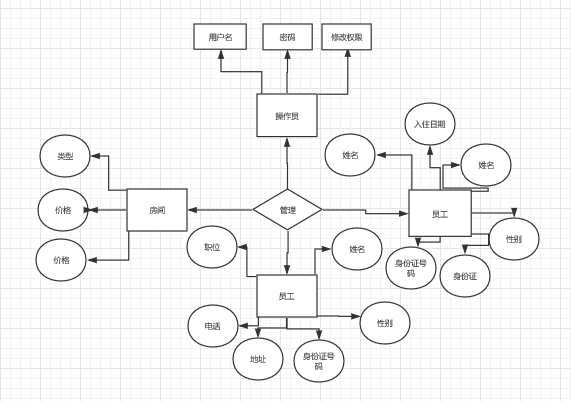 用户名
密码
修改权限
操作员
入住日期
姓名
姓名
类型
价格
房间
管理
员工
价格
职位
姓名
性别
身份证号
码
身份证
员工
电话
性别
地址
身份证号
码